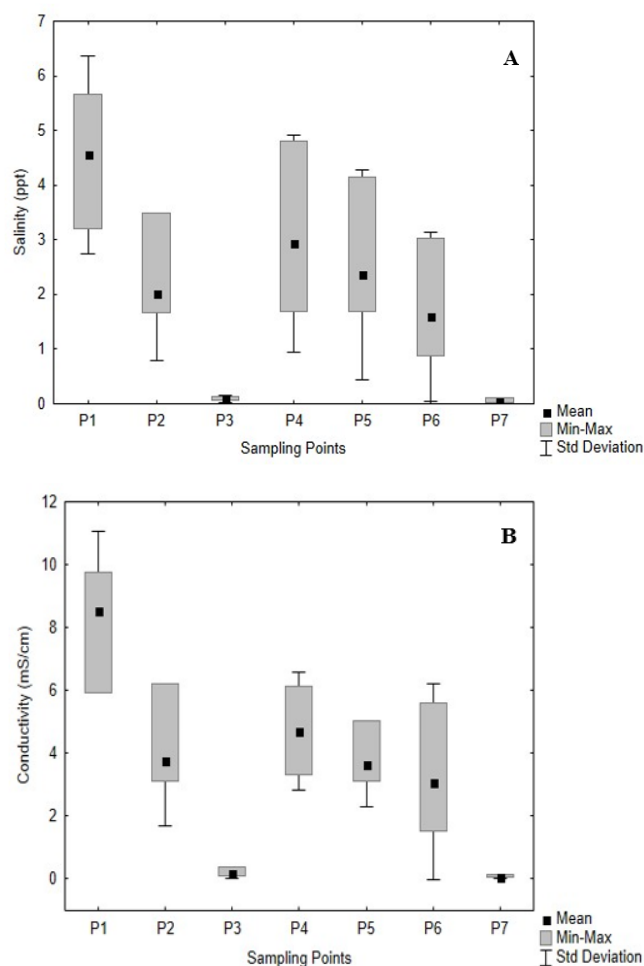 A
7
6
5
4
3
2
1
0
Salinity (ppt)
P1 P2 P3 P4 P5 P6 P7
Sampling Points
Mean
Min-Max
Std Deviation
B
12
10
8
6
4
2
0
Conductivity (mS/cm)
P1 P2 P3 P4 P5 P6 P7
Sampling Points
Mean
Min-Max
Std Deviation